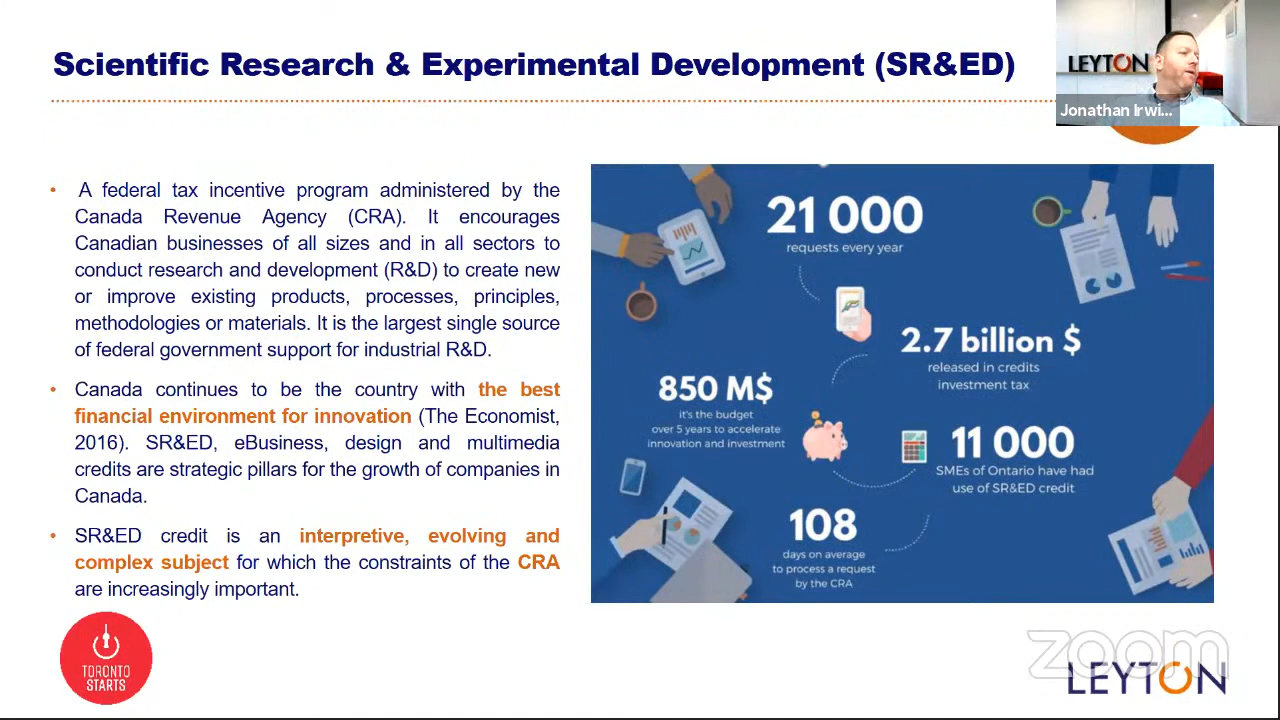 Scientific Research & Experimental Development (SR&ED)
LEYTON
Jonathan Irwi...
• A federal tax incentive program administered by the
Canada Revenue Agency (CRA). It encourages
Canadian businesses of all sizes and in all sectors to
conduct research and development (R&D) to create new
or improve existing products, processes, principles,
methodologies or materials. It is the largest single source
of federal government support for industrial R&D.
• Canada continues to be the country with the best
financial environment for innovation (The Economist,
2016). SR&ED, eBusiness, design and multimedia
credits are strategic pillars for the growth of companies in
Canada.
• SR&ED credit is an interpretive, evolving and
complex subject for which the constraints of the CRA
are increasingly important.
21 000
requests every year
2.7 billion $
released in credits
investment tax
850 M$
it's the budget
over 5 years to accelerate
innovation and investment
11 000
SMEs of Ontario have had
use of SR&ED credit
108
days on average
to process a request
by the CRA
TORONTO
STARTS
zoom
LEYTON